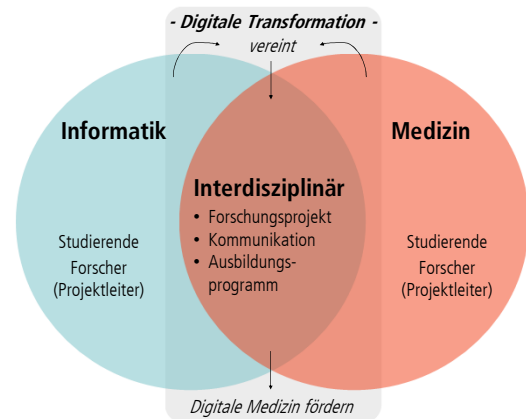 - Digitale Transformation -
vereint
Informatik
Medizin
Interdisziplinär
• Forschungsprojekt
• Kommunikation
• Ausbildungs-
programm
Studierende
Forscher
(Projektleiter)
Studierende
Forscher
(Projektleiter)
Digitale Medizin fördern